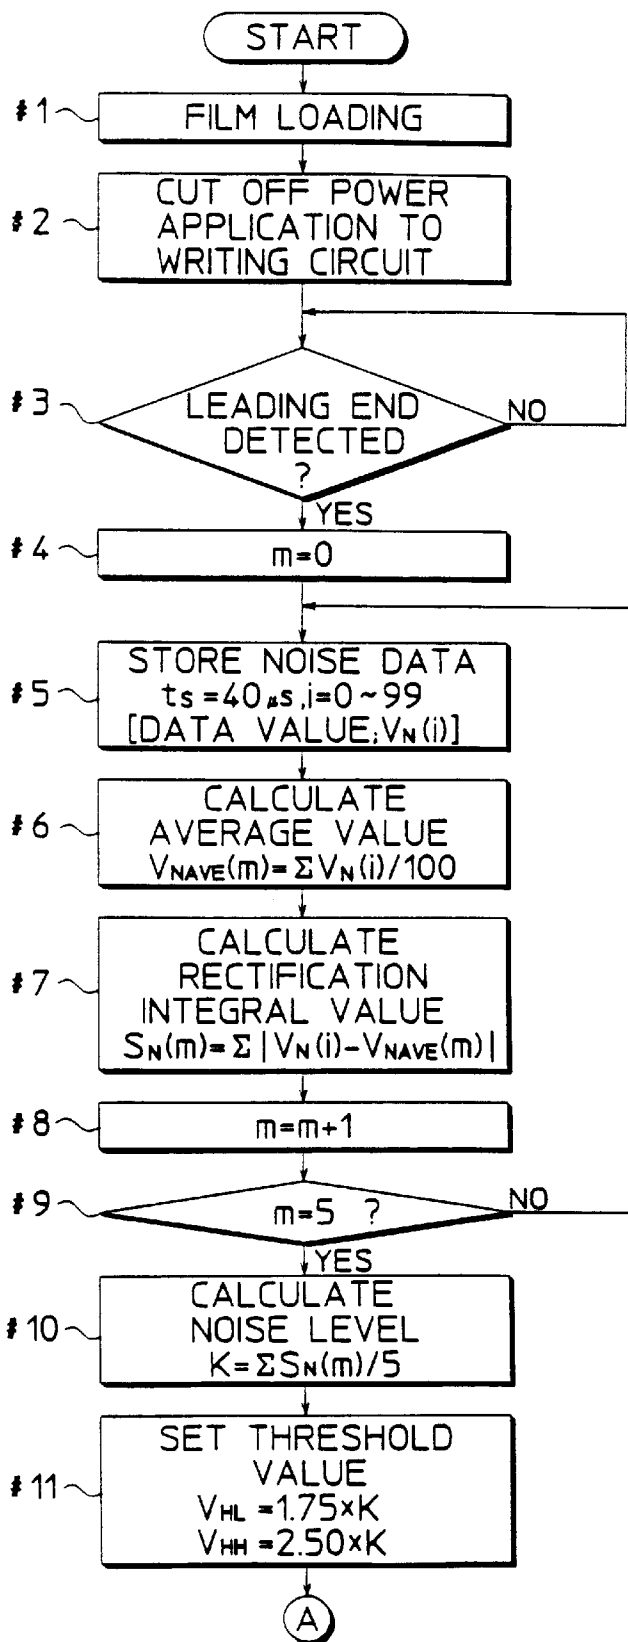 START
#1
FILM LOADING
#2
CUT OFF POWER
APPLICATION TO
WRITING CIRCUIT
#3
LEADING END
DETECTED
?
NO
YES
#4
m=0
#5
STORE NOISE DATA
ts=40μs,i=0~99
[DATA VALUE;VN(i)]
#6
CALCULATE
AVERAGE VALUE
VNAVE(m)=ΣVN(i)/100
#7
CALCULATE
RECTIFICATION
INTEGRAL VALUE
SN(m)=Σ|VN(i)-VNAVE(m)|
#8
m=m+1
#9
m=5 ?
NO
YES
#10
CALCULATE
NOISE LEVEL
K=ΣSN(m)/5
#11
SET THRESHOLD
VALUE
VHL=1.75×K
VHH=2.50×K
A